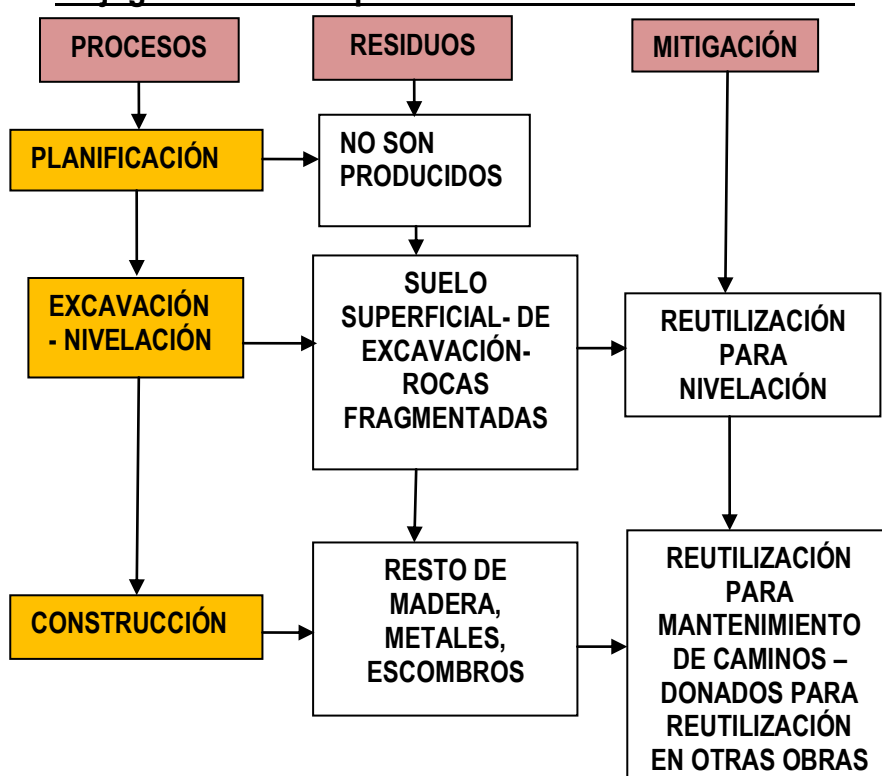 PROCESOS
RESIDUOS
MITIGACIÓN
PLANIFICACIÓN
NO SON
PRODUCIDOS
EXCAVACIÓN
- NIVELACIÓN
SUELO
SUPERFICIAL- DE
EXCAVACIÓN-
ROCAS
FRAGMENTADAS
REUTILIZACIÓN
PARA
NIVELACIÓN
CONSTRUCCIÓN
RESTO DE
MADERA,
METALES,
ESCOMBROS
REUTILIZACIÓN
PARA
MANTENIMIENTO
DE CAMINOS –
DONADOS PARA
REUTILIZACIÓN
EN OTRAS OBRAS